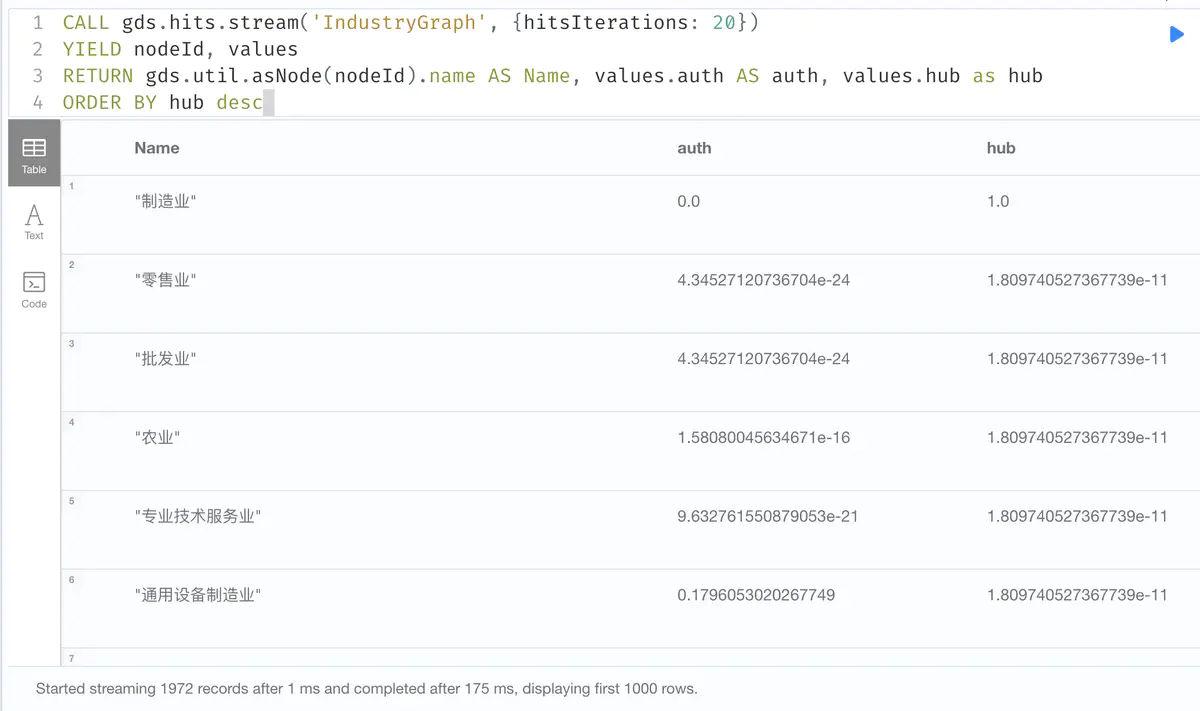 1 CALL gds.hits.stream('IndustryGraph', {hitsIterations: 20})
2 YIELD nodeId, values
3 RETURN gds.util.asNode(nodeId).name AS Name, values.auth AS auth, values.hub as hub
4 ORDER BY hub desc
Table
Text
Code
Name auth hub
1 "制造业" 0.0 1.0
2 "零售业" 4.34527120736704e-24 1.809740527367739e-11
3 "批发业" 4.34527120736704e-24 1.809740527367739e-11
4 "农业" 1.58080045634671e-16 1.809740527367739e-11
5 "专业技术服务业" 9.632761550879053e-21 1.809740527367739e-11
6 "通用设备制造业" 0.1796053020267749 1.809740527367739e-11
7
Started streaming 1972 records after 1 ms and completed after 175 ms, displaying first 1000 rows.